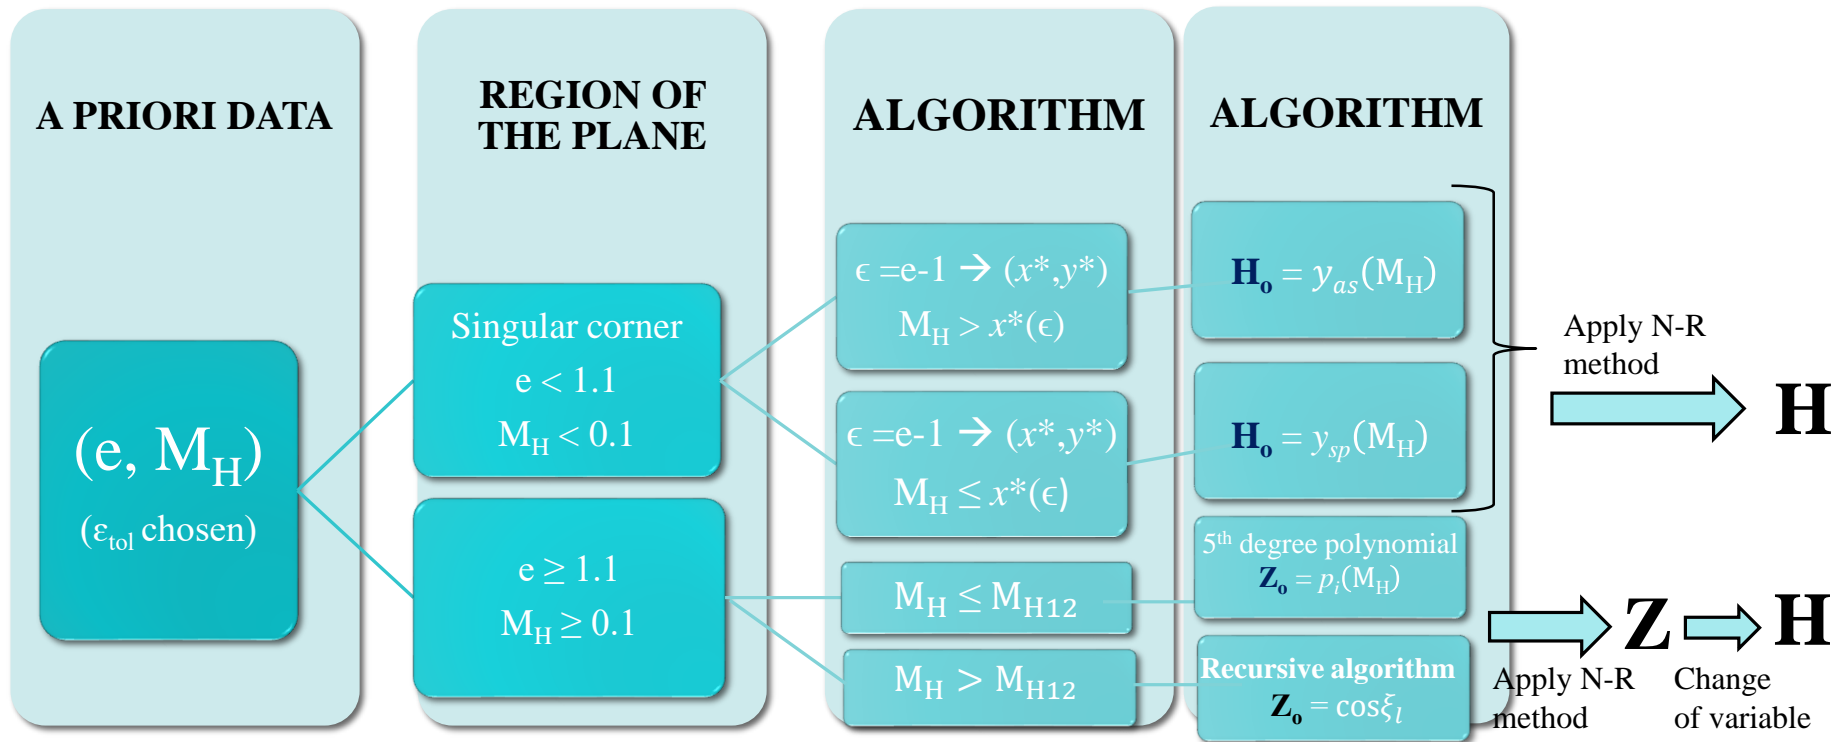 A PRIORI DATA
REGION OF
THE PLANE
ALGORITHM
ALGORITHM
(e, M_H)
(ε_tol chosen)
Singular corner
e < 1.1
M_H < 0.1
e ≥ 1.1
M_H ≥ 0.1
ϵ =e-1 → (x*,y*)
M_H > x*(ϵ)
ϵ =e-1 → (x*,y*)
M_H ≤ x*(ϵ)
M_H ≤ M_H12
M_H > M_H12
H_o = y_as(M_H)
H_o = y_sp(M_H)
5th degree polynomial
Z_o = p_i(M_H)
Recursive algorithm
Z_o = cosξ_l
Apply N-R
method
H
Z
H
Apply N-R
method
Change
of variable